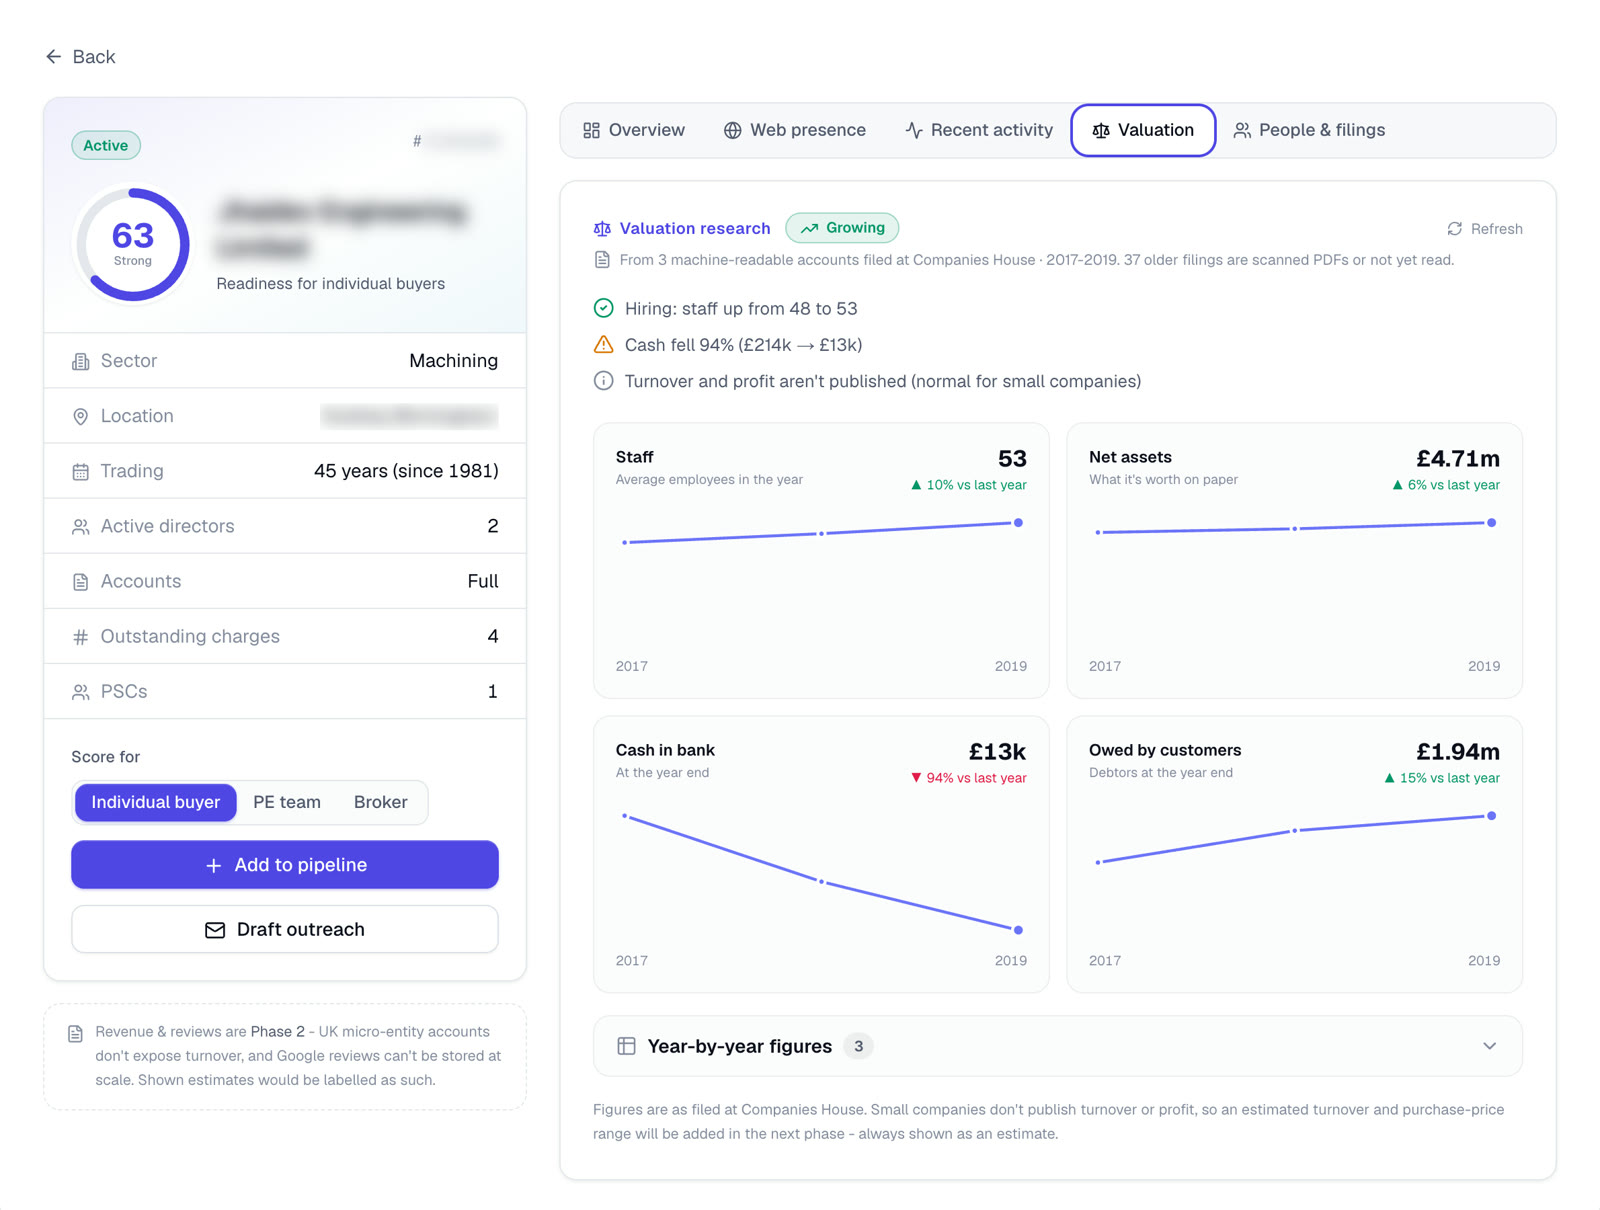 Back
Active
#
63
Strong
Readiness for individual buyers
Sector
Machining
Location
Trading
45 years (since 1981)
Active directors
2
Accounts
Full
Outstanding charges
4
PSCs
1
Score for
Individual buyer
PE team
Broker
Add to pipeline
Draft outreach
Revenue & reviews are Phase 2 - UK micro-entity accounts
don't expose turnover, and Google reviews can't be stored at
scale. Shown estimates would be labelled as such.
Overview
Web presence
Recent activity
Valuation
People & filings
Valuation research
Growing
Refresh
From 3 machine-readable accounts filed at Companies House · 2017-2019. 37 older filings are scanned PDFs or not yet read.
Hiring: staff up from 48 to 53
Cash fell 94% (£214k → £13k)
Turnover and profit aren't published (normal for small companies)
Staff
53
Average employees in the year
▲ 10% vs last year
2017
2019
Net assets
£4.71m
What it's worth on paper
▲ 6% vs last year
2017
2019
Cash in bank
£13k
At the year end
▼ 94% vs last year
2017
2019
Owed by customers
£1.94m
Debtors at the year end
▲ 15% vs last year
2017
2019
Year-by-year figures
3
Figures are as filed at Companies House. Small companies don't publish turnover or profit, so an estimated turnover and purchase-price
range will be added in the next phase - always shown as an estimate.